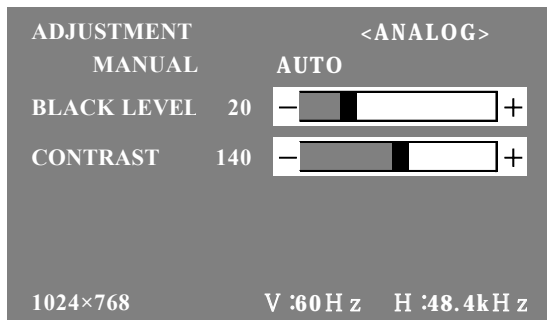 ADJUSTMENT <ANALOG>
MANUAL AUTO
BLACK LEVEL 20 − +
CONTRAST 140 − +
1024×768 V:60Hz H:48.4kHz